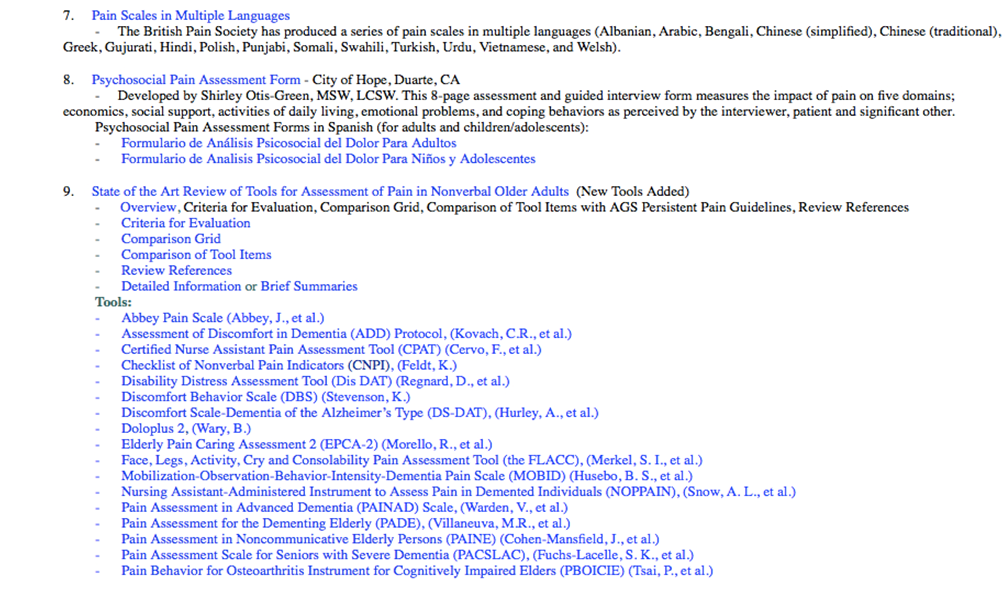 7. Pain Scales in Multiple Languages
- The British Pain Society has produced a series of pain scales in multiple languages (Albanian, Arabic, Bengali, Chinese (simplified), Chinese (traditional),
Greek, Gujurati, Hindi, Polish, Punjabi, Somali, Swahili, Turkish, Urdu, Vietnamese, and Welsh).
8. Psychosocial Pain Assessment Form - City of Hope, Duarte, CA
- Developed by Shirley Otis-Green, MSW, LCSW. This 8-page assessment and guided interview form measures the impact of pain on five domains;
economics, social support, activities of daily living, emotional problems, and coping behaviors as perceived by the interviewer, patient and significant other.
Psychosocial Pain Assessment Forms in Spanish (for adults and children/adolescents):
- Formulario de Análisis Psicosocial del Dolor Para Adultos
- Formulario de Analisis Psicosocial del Dolor Para Niños y Adolescentes
9. State of the Art Review of Tools for Assessment of Pain in Nonverbal Older Adults (New Tools Added)
- Overview, Criteria for Evaluation, Comparison Grid, Comparison of Tool Items with AGS Persistent Pain Guidelines, Review References
- Criteria for Evaluation
- Comparison Grid
- Comparison of Tool Items
- Review References
- Detailed Information or Brief Summaries
Tools:
- Abbey Pain Scale (Abbey, J., et al.)
- Assessment of Discomfort in Dementia (ADD) Protocol, (Kovach, C.R., et al.)
- Certified Nurse Assistant Pain Assessment Tool (CPAT) (Cervo, F., et al.)
- Checklist of Nonverbal Pain Indicators (CNPI), (Feldt, K.)
- Disability Distress Assessment Tool (Dis DAT) (Regnard, D., et al.)
- Discomfort Behavior Scale (DBS) (Stevenson, K.)
- Discomfort Scale-Dementia of the Alzheimer's Type (DS-DAT), (Hurley, A., et al.)
- Doloplus 2, (Wary, B.)
- Elderly Pain Caring Assessment 2 (EPCA-2) (Morello, R., et al.)
- Face, Legs, Activity, Cry and Consolability Pain Assessment Tool (the FLACC), (Merkel, S. I., et al.)
- Mobilization-Observation-Behavior-Intensity-Dementia Pain Scale (MOBID) (Husebo, B. S., et al.)
- Nursing Assistant-Administered Instrument to Assess Pain in Demented Individuals (NOPPAIN), (Snow, A. L., et al.)
- Pain Assessment in Advanced Dementia (PAINAD) Scale, (Warden, V., et al.)
- Pain Assessment for the Dementing Elderly (PADE), (Villaneuva, M.R., et al.)
- Pain Assessment in Noncommunicative Elderly Persons (PAINE) (Cohen-Mansfield, J., et al.)
- Pain Assessment Scale for Seniors with Severe Dementia (PACSLAC), (Fuchs-Lacelle, S. K., et al.)
- Pain Behavior for Osteoarthritis Instrument for Cognitively Impaired Elders (PBOICIE) (Tsai, P., et al.)